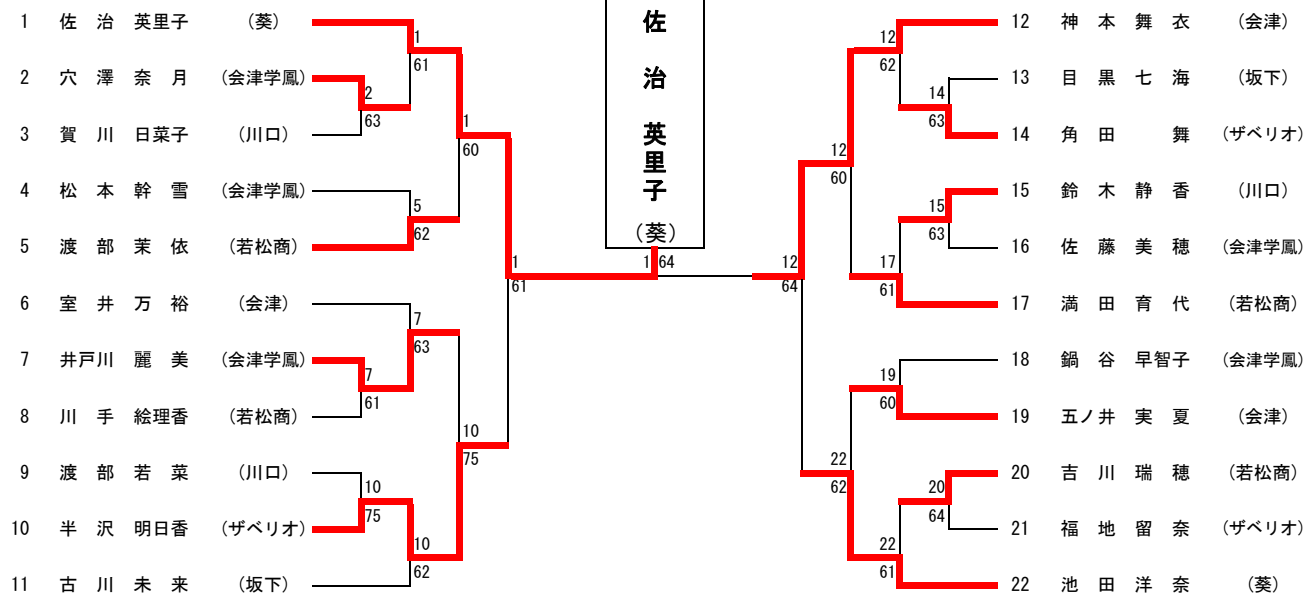 1 佐 治 英里子 (葵)
2 穴 澤 奈 月 (会津学鳳)
3 賀 川 日菜子 (川口)
4 松 本 幹 雪 (会津学鳳)
5 渡 部 茉 依 (若松商)
6 室 井 万 裕 (会津)
7 井戸川 麗 美 (会津学鳳)
8 川 手 絵理香 (若松商)
9 渡 部 若 菜 (川口)
10 半 沢 明日香 (ザベリオ)
11 古 川 未 来 (坂下)
1
61
2
63
1
60
5
62
1
61
7
63
7
61
10
75
10
75
10
62
佐 治 英里子
(葵)
1 64
12
62
14
63
12
60
15
63
17
61
12
64
19
60
22
62
20
64
22
61
12 神 本 舞 衣 (会津)
13 目 黒 七 海 (坂下)
14 角 田 舞 (ザベリオ)
15 鈴 木 静 香 (川口)
16 佐 藤 美 穂 (会津学鳳)
17 満 田 育 代 (若松商)
18 鍋 谷 早智子 (会津学鳳)
19 五ノ井 実 夏 (会津)
20 吉 川 瑞 穂 (若松商)
21 福 地 留 奈 (ザベリオ)
22 池 田 洋 奈 (葵)